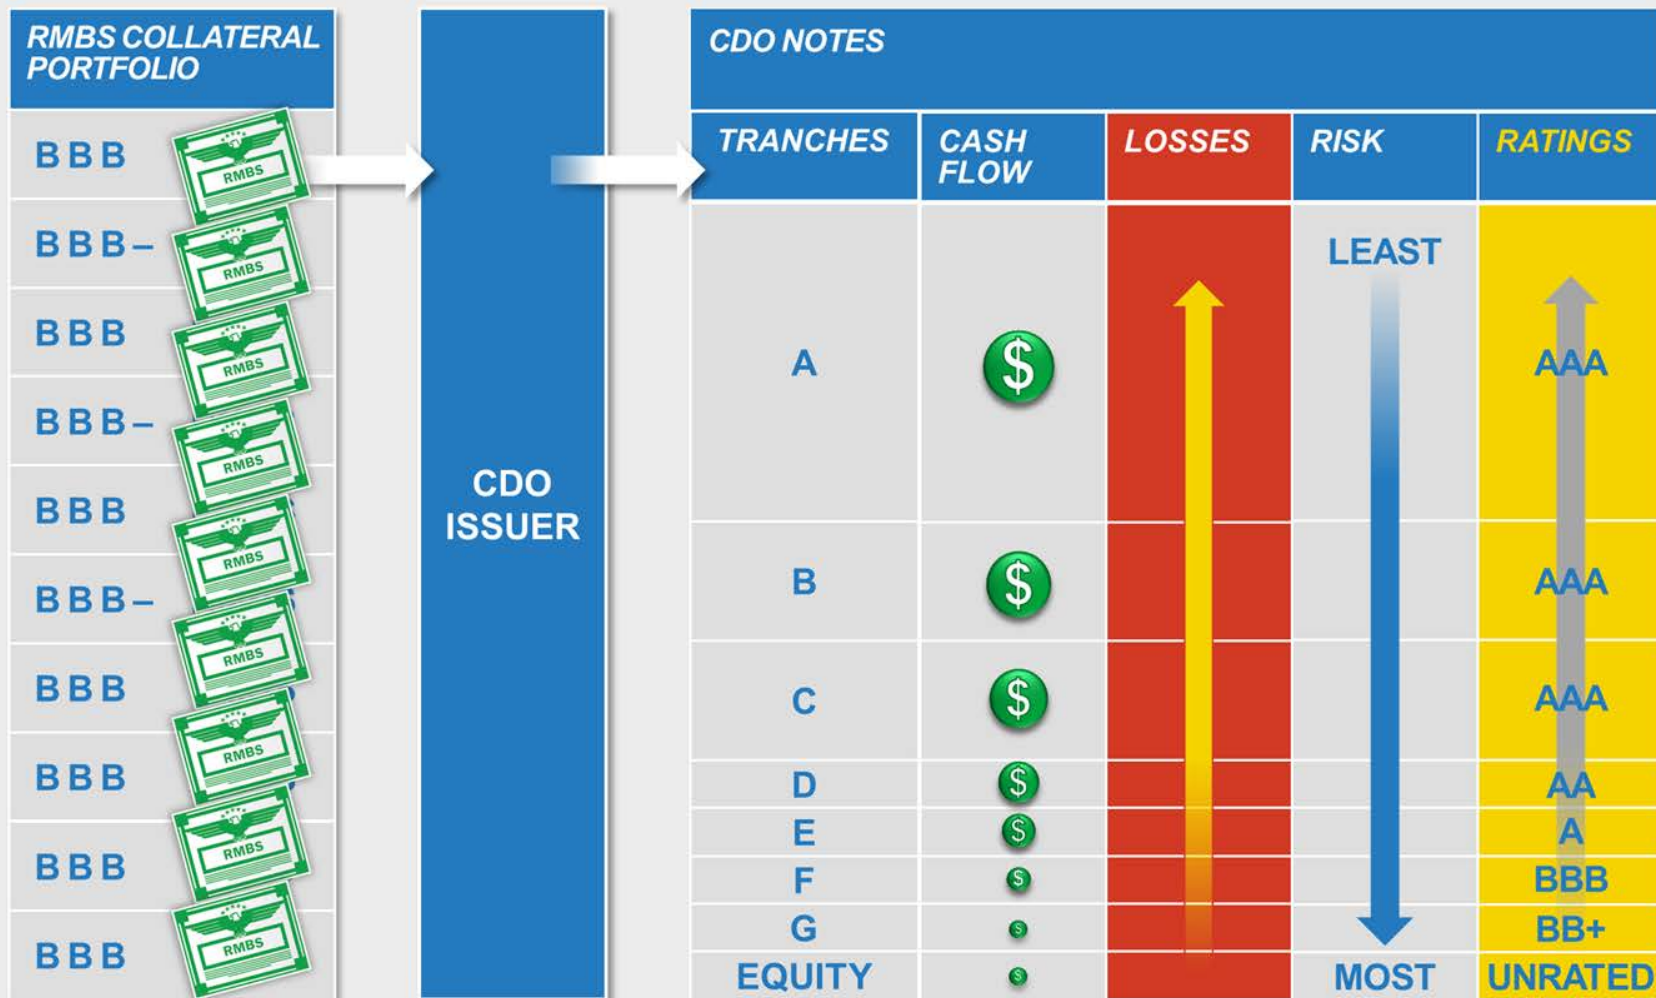 RMBS COLLATERAL
PORTFOLIO
BBB
RMBS
BBB–
RMBS
BBB
RMBS
BBB–
RMBS
BBB
RMBS
BBB–
RMBS
BBB
RMBS
BBB
RMBS
BBB
RMBS
BBB
CDO
ISSUER
CDO NOTES
TRANCHES
CASH
FLOW
LOSSES
RISK
RATINGS
LEAST
A
$
AAA
B
$
AAA
C
$
AAA
D
$
AA
E
$
A
F
$
BBB
G
$
BB+
EQUITY
$
MOST
UNRATED